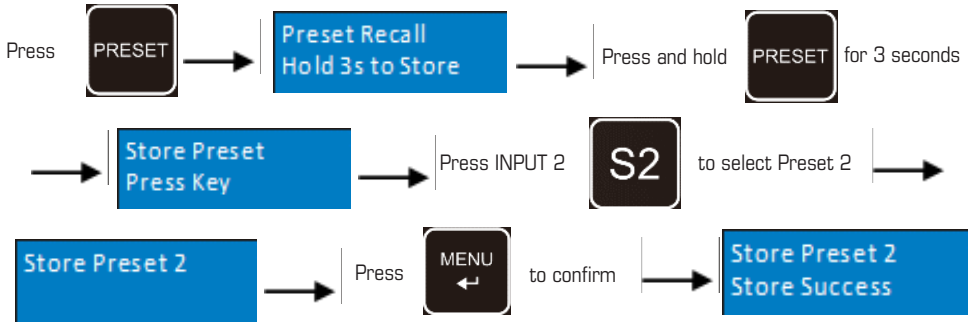 Press PRESET Preset Recall
Hold 3s to Store Press and hold PRESET for 3 seconds
Store Preset
Press Key Press INPUT 2 S2 to select Preset 2
Store Preset 2 Press MENU to confirm Store Preset 2
Store Success